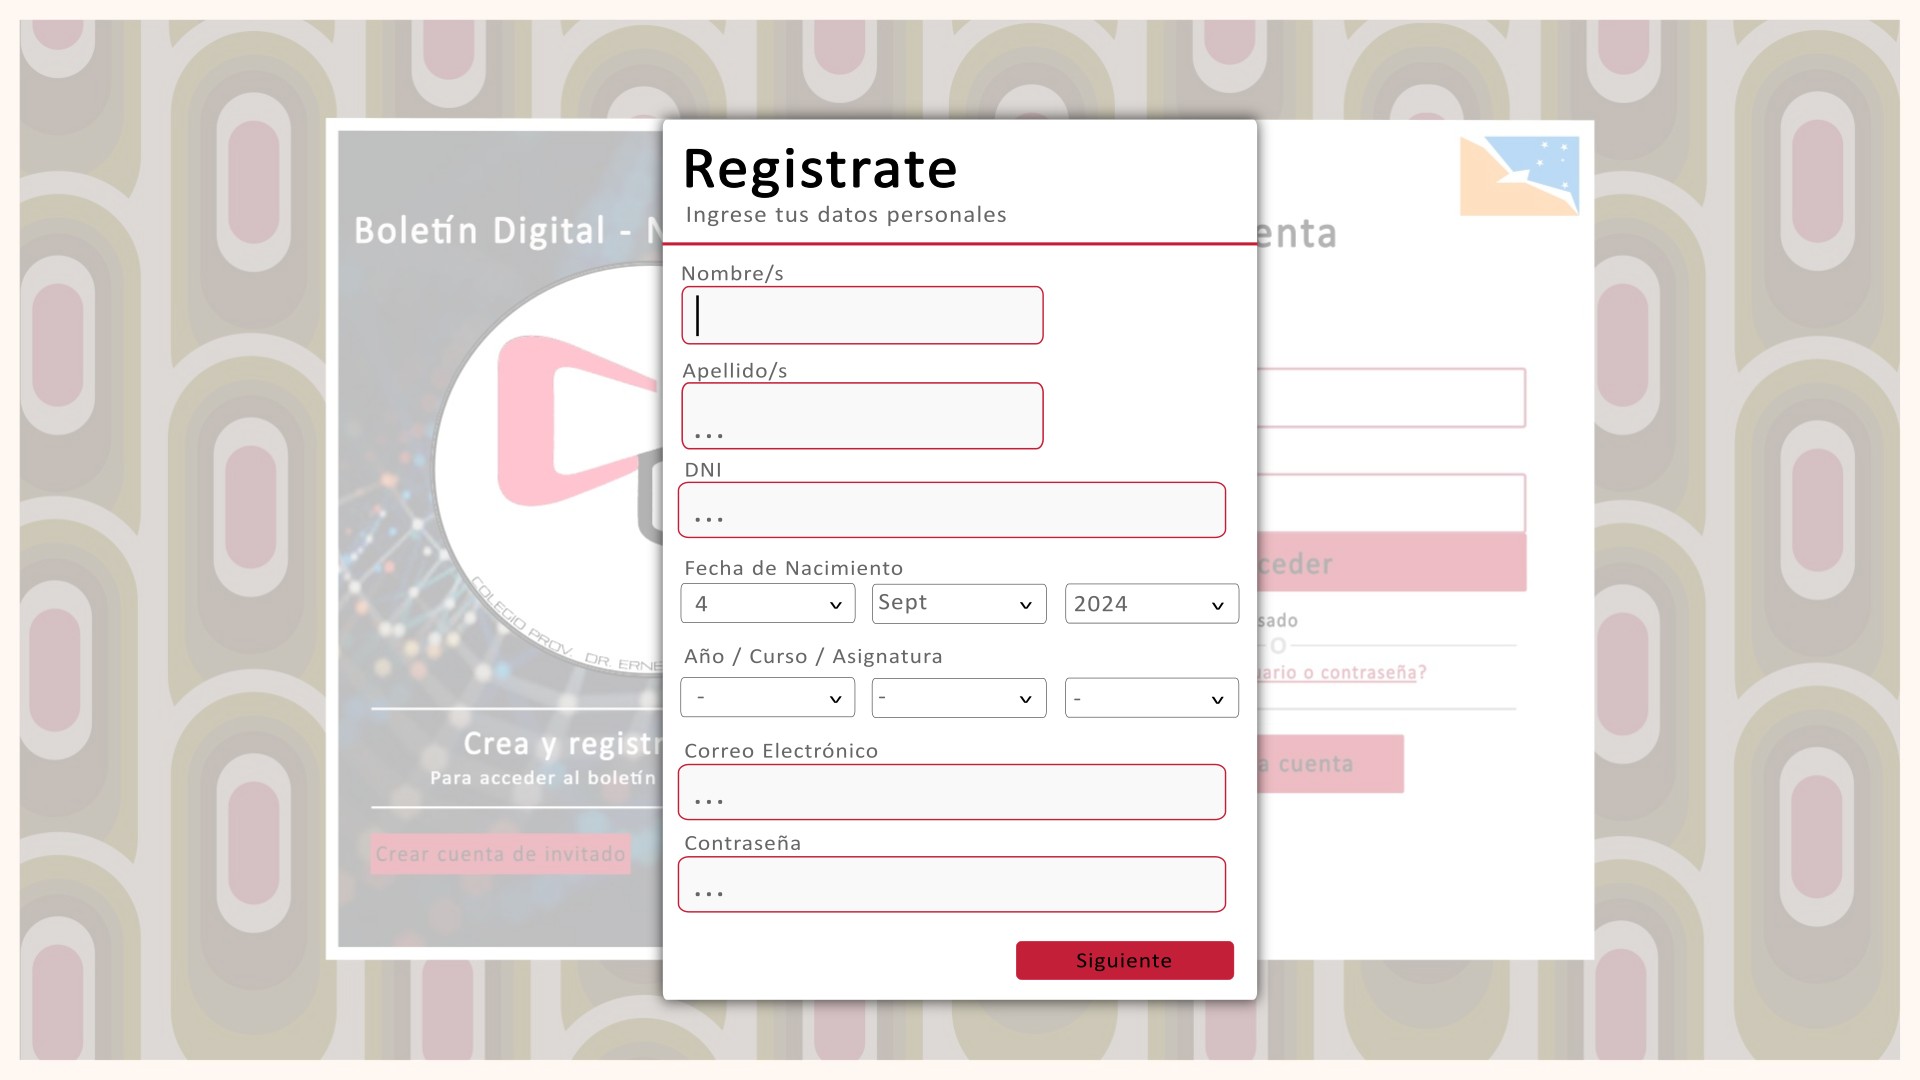 Registrate
Ingrese tus datos personales
Nombre/s
Apellido/s
...
DNI
...
Fecha de Nacimiento
4
Sept
2024
Año / Curso / Asignatura
-
-
-
Correo Electrónico
...
Contraseña
...
Siguiente
Boletín Digital - N
COLEGIO PROV. DR. ERNE
Crea y registr
Para acceder al boletín
Crear cuenta de invitado
enta
ceder
sado
O
uario o contraseña?
a cuenta